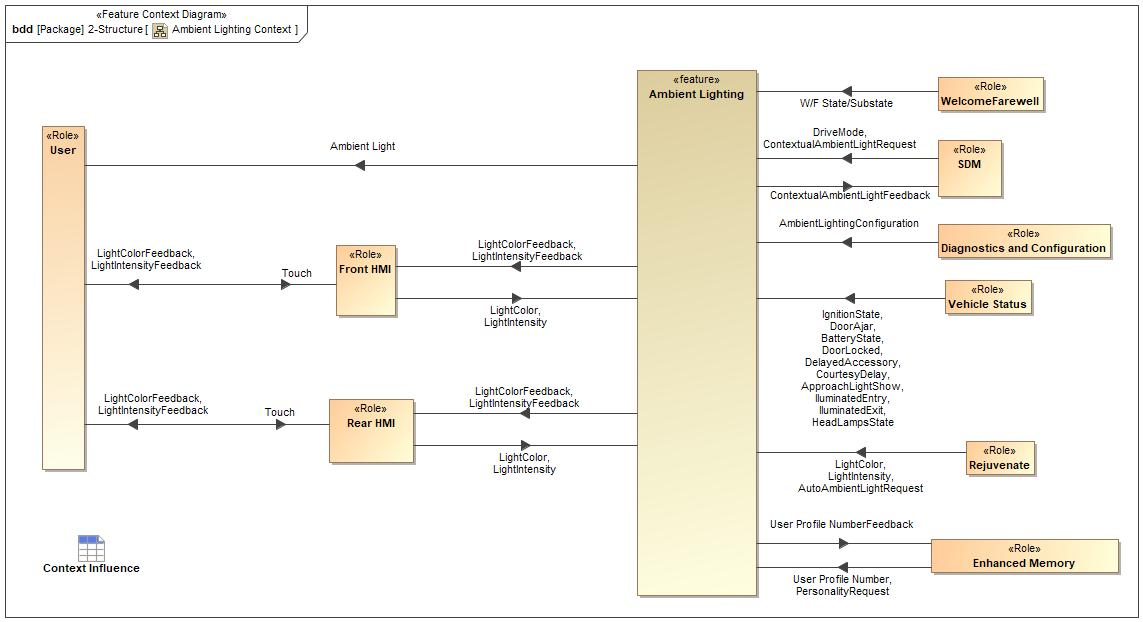 «Feature Context Diagram»
bdd [Package] 2-Structure [ Ambient Lighting Context ]
«Role»
User
Ambient Light
LightColorFeedback,
LightIntensityFeedback
Touch
«Role»
Front HMI
LightColorFeedback,
LightIntensityFeedback
LightColor,
LightIntensity
LightColorFeedback,
LightIntensityFeedback
Touch
«Role»
Rear HMI
LightColorFeedback,
LightIntensityFeedback
LightColor,
LightIntensity
Context Influence
«feature»
Ambient Lighting
W/F State/Substate
«Role»
WelcomeFarewell
DriveMode,
ContextualAmbientLightRequest
ContextualAmbientLightFeedback
«Role»
SDM
AmbientLightingConfiguration
«Role»
Diagnostics and Configuration
«Role»
Vehicle Status
IgnitionState,
DoorAjar,
BatteryState,
DoorLocked,
DelayedAccessory,
CourtesyDelay,
ApproachLightShow,
IluminatedEntry,
IluminatedExit,
HeadLampsState
«Role»
Rejuvenate
LightColor,
LightIntensity,
AutoAmbientLightRequest
User Profile NumberFeedback
«Role»
Enhanced Memory
User Profile Number,
PersonalityRequest